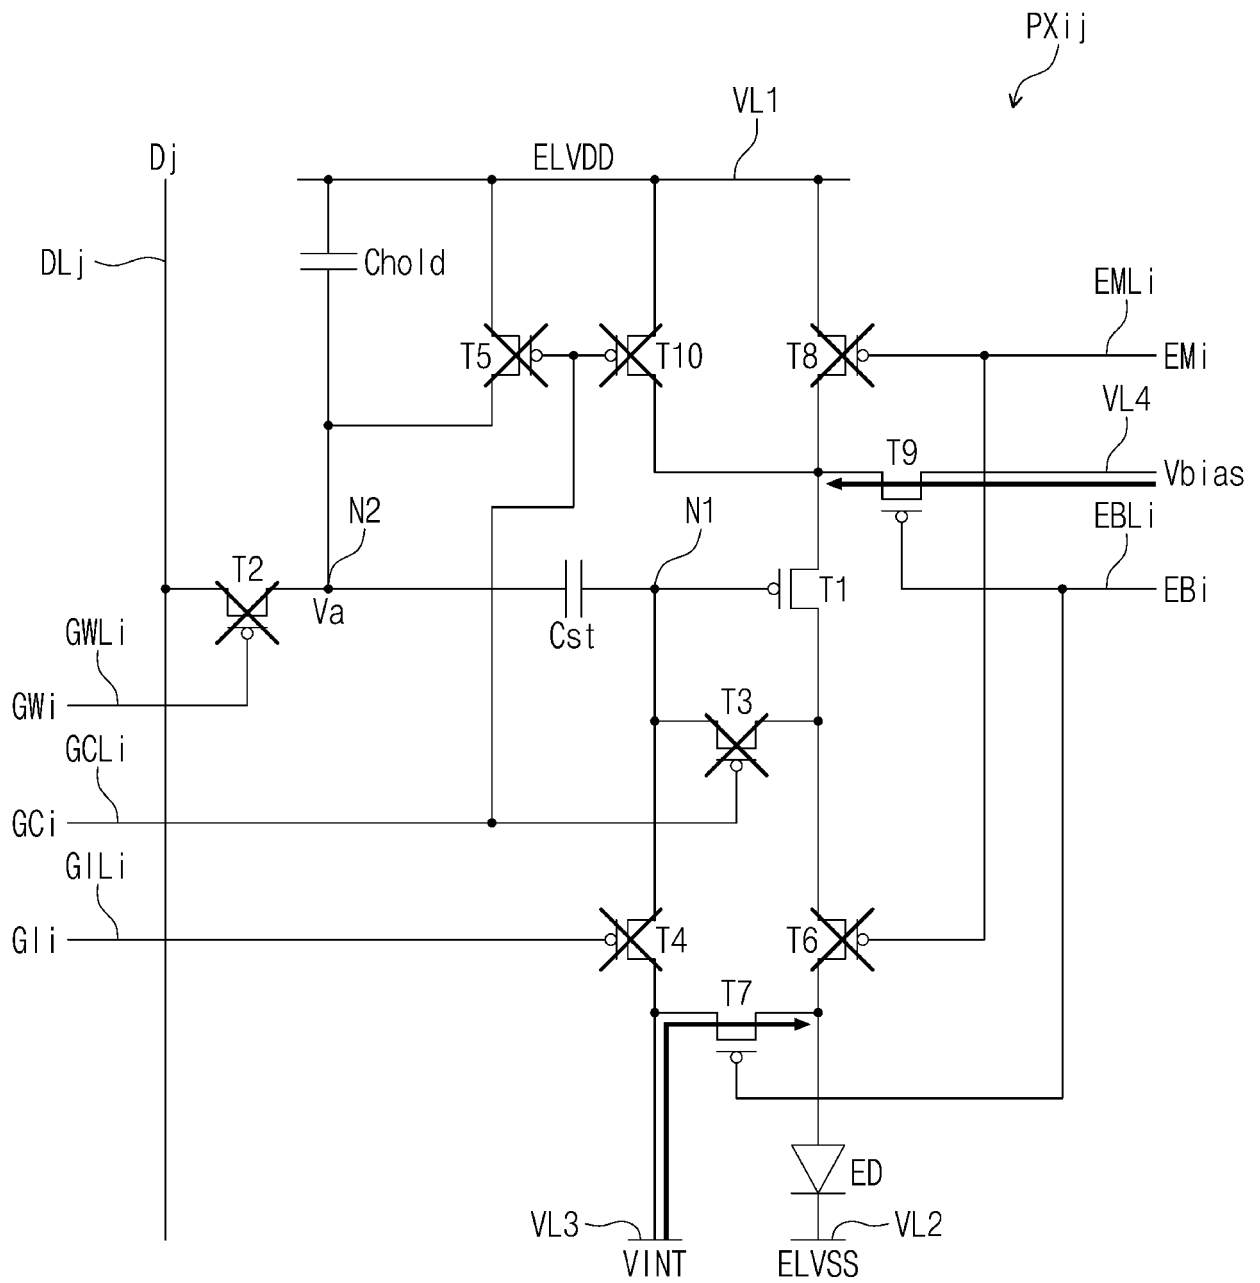 PXij
VL1
Dj
ELVDD
DLj
Chold
EMLi
T5
T10
T8
EMi
VL4
T9
Vbias
N2
N1
EBLi
T2
T1
EBi
Va
Cst
GWLi
GWi
T3
GCLi
GCi
GILi
GIi
T4
T6
T7
ED
VL3
VL2
VINT
ELVSS